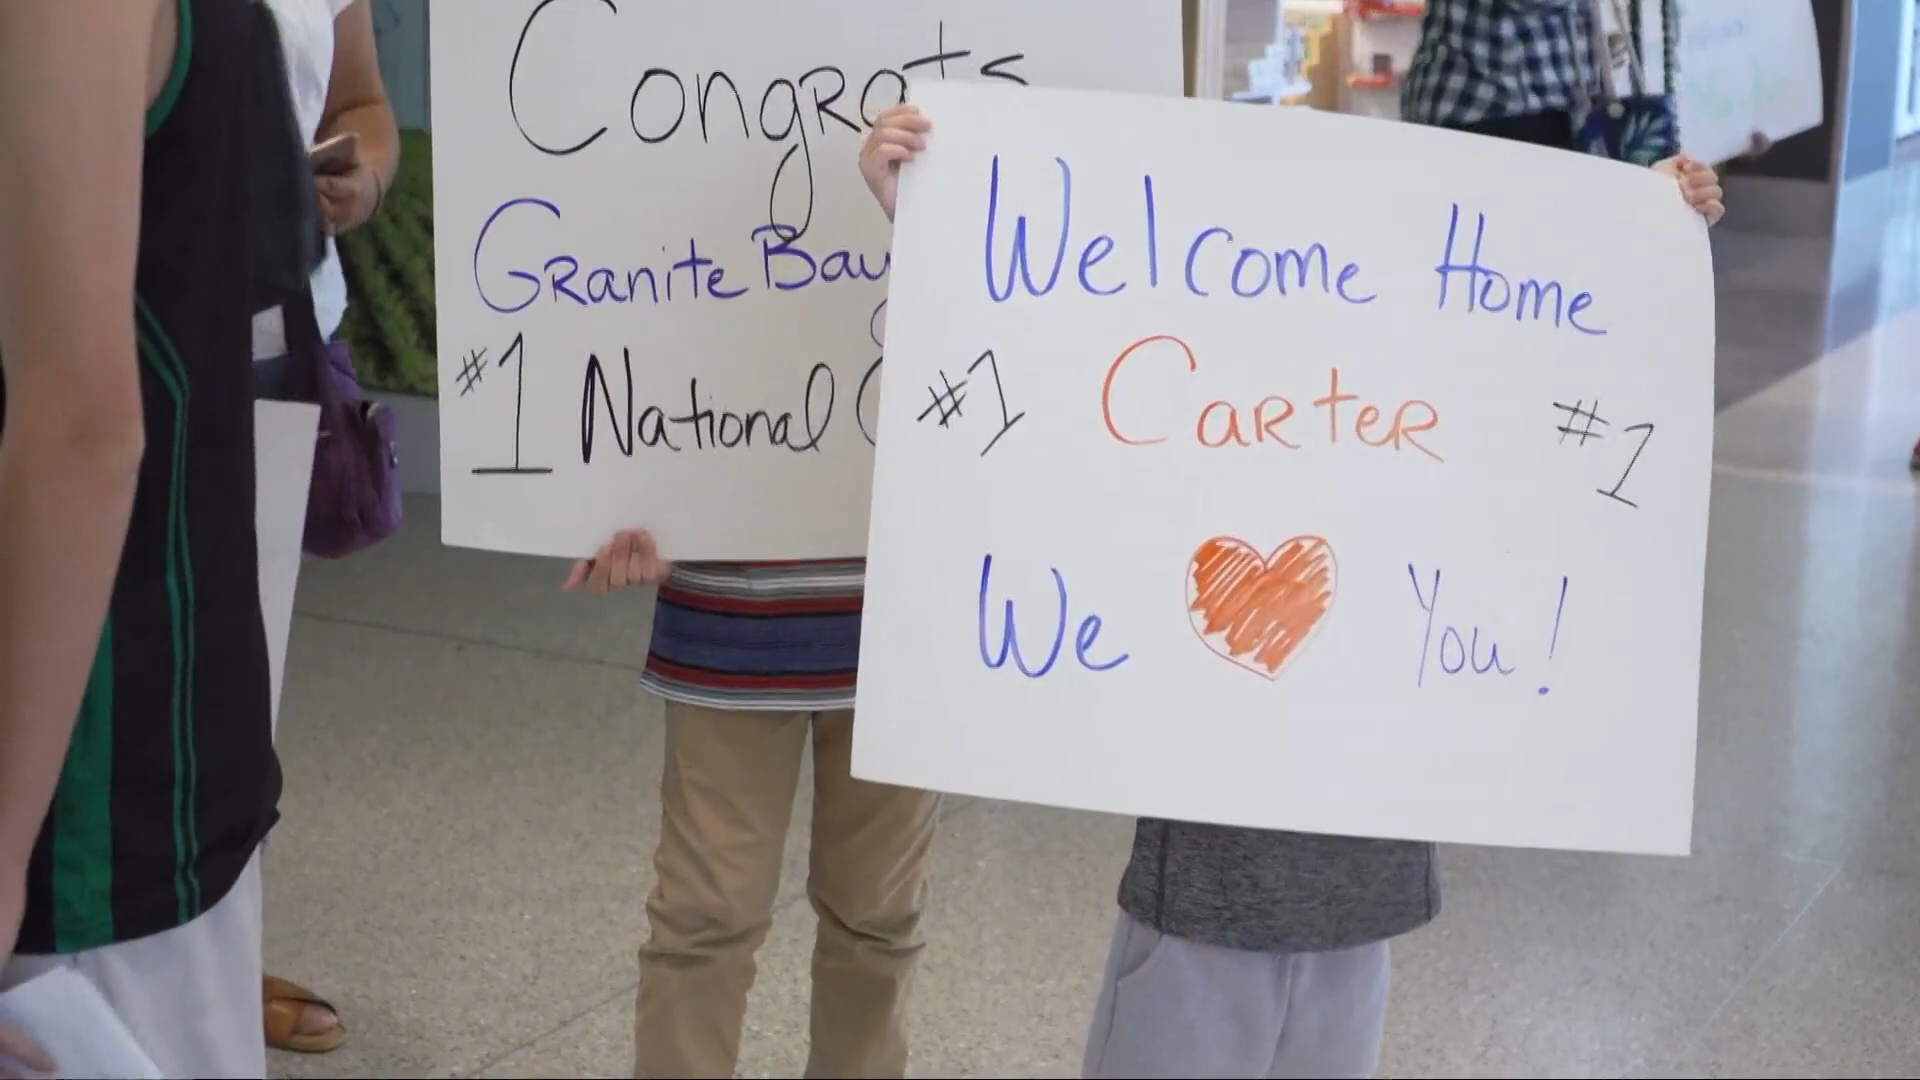 Congrats
Granite Bay
#1 National
Welcome Home
#1 Carter #1
We You!